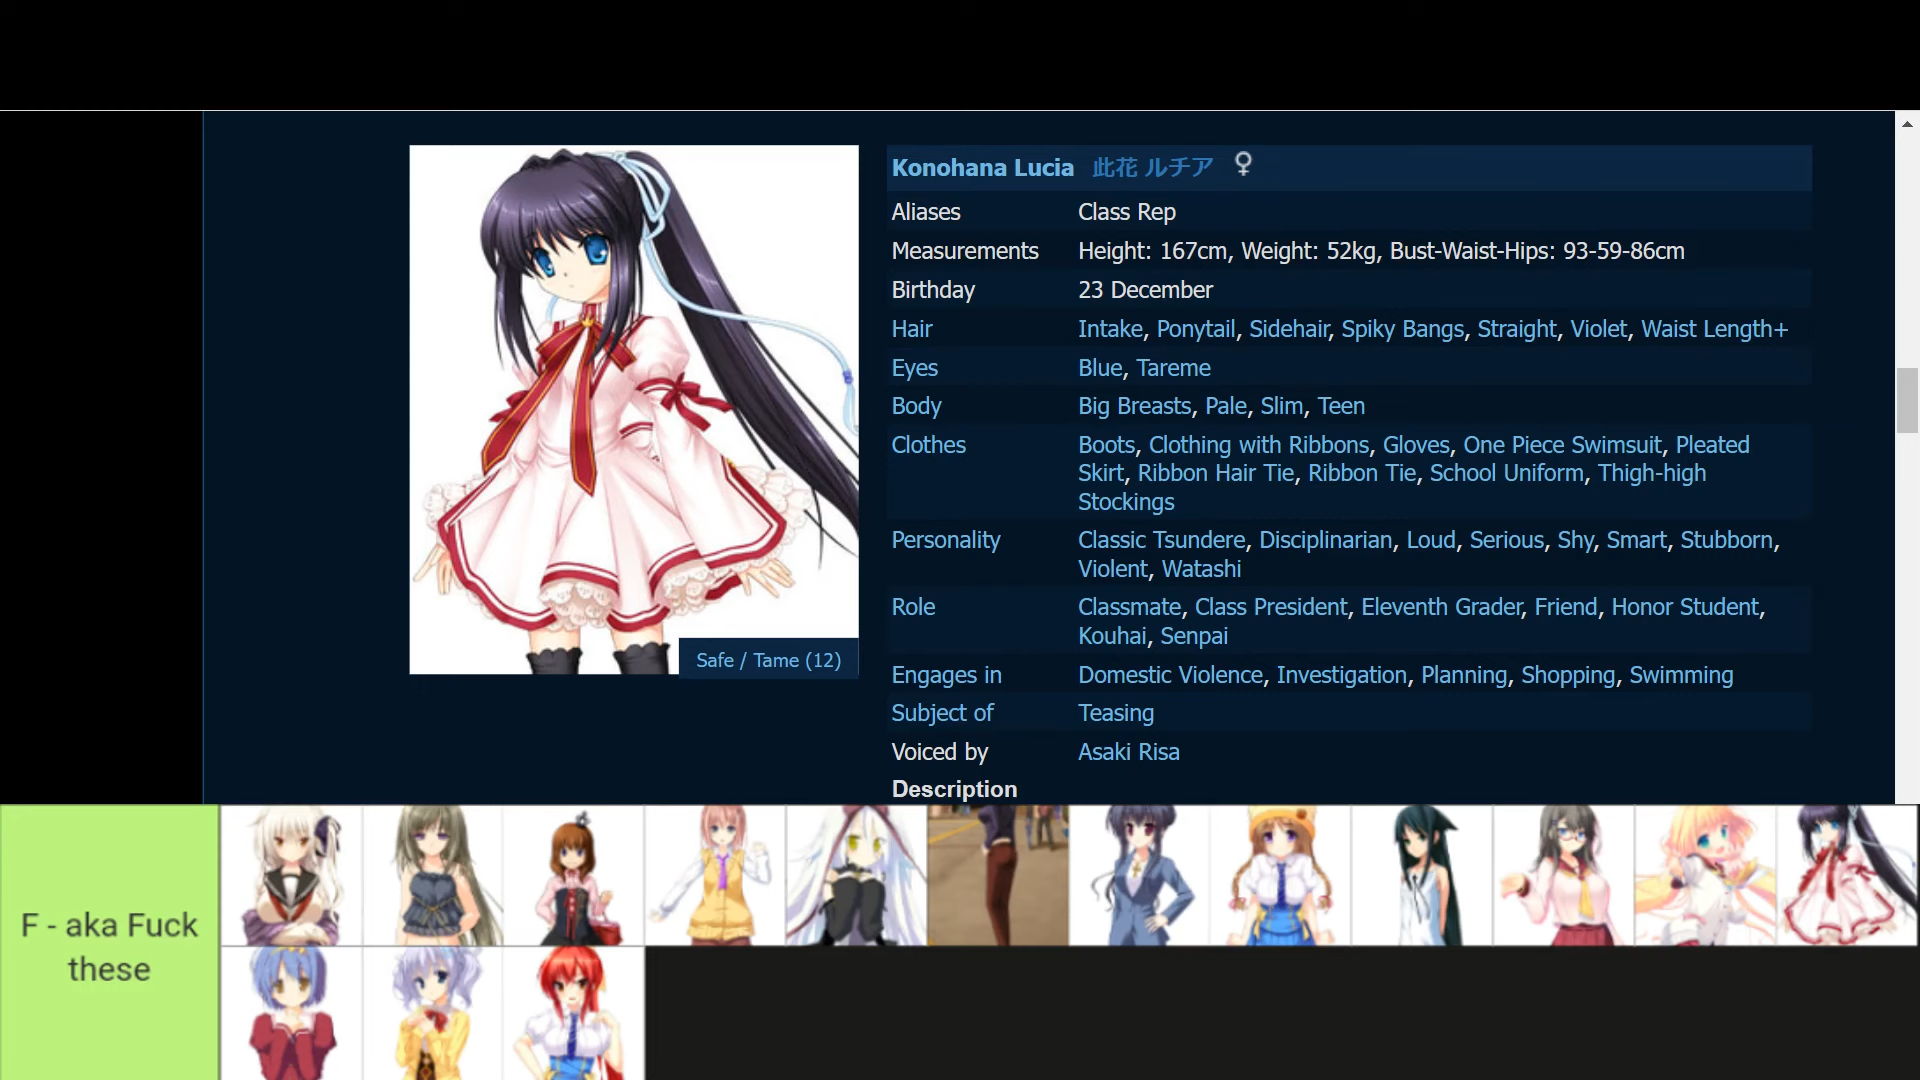 Konohana Lucia 此花 ルチア ♀
Aliases Class Rep
Measurements Height: 167cm, Weight: 52kg, Bust-Waist-Hips: 93-59-86cm
Birthday 23 December
Hair Intake, Ponytail, Sidehair, Spiky Bangs, Straight, Violet, Waist Length+
Eyes Blue, Tareme
Body Big Breasts, Pale, Slim, Teen
Clothes Boots, Clothing with Ribbons, Gloves, One Piece Swimsuit, Pleated
Skirt, Ribbon Hair Tie, Ribbon Tie, School Uniform, Thigh-high
Stockings
Personality Classic Tsundere, Disciplinarian, Loud, Serious, Shy, Smart, Stubborn,
Violent, Watashi
Role Classmate, Class President, Eleventh Grader, Friend, Honor Student,
Kouhai, Senpai
Safe / Tame (12)
Engages in Domestic Violence, Investigation, Planning, Shopping, Swimming
Subject of Teasing
Voiced by Asaki Risa
Description
F - aka Fuck
these